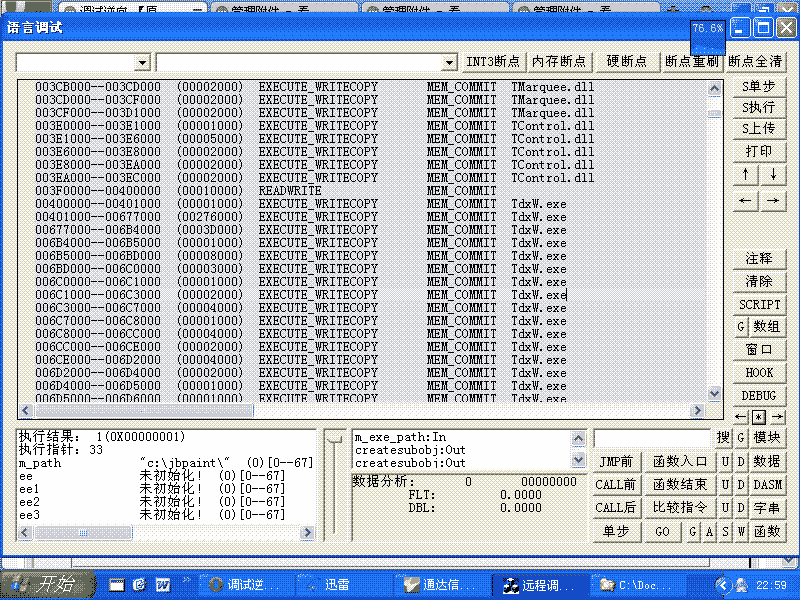 调试逆向 『原
管理附件 - 看
管理附件 - 看
管理附件 - 看
语言调试
76.6%
INT3断点 内存断点 硬断点 断点重刷 断点全清
003CB000--003CD000 (00002000) EXECUTE_WRITECOPY MEM_COMMIT TMarquee.dll
003CD000--003CF000 (00002000) EXECUTE_WRITECOPY MEM_COMMIT TMarquee.dll
003CF000--003D1000 (00002000) EXECUTE_WRITECOPY MEM_COMMIT TMarquee.dll
003E0000--003E1000 (00001000) EXECUTE_WRITECOPY MEM_COMMIT TControl.dll
003E1000--003E6000 (00005000) EXECUTE_WRITECOPY MEM_COMMIT TControl.dll
003E6000--003E8000 (00002000) EXECUTE_WRITECOPY MEM_COMMIT TControl.dll
003E8000--003EA000 (00002000) EXECUTE_WRITECOPY MEM_COMMIT TControl.dll
003EA000--003EC000 (00002000) EXECUTE_WRITECOPY MEM_COMMIT TControl.dll
003F0000--00400000 (00010000) READWRITE MEM_COMMIT
00400000--00401000 (00001000) EXECUTE_WRITECOPY MEM_COMMIT TdxW.exe
00401000--00677000 (00276000) EXECUTE_WRITECOPY MEM_COMMIT TdxW.exe
00677000--006B4000 (0003D000) EXECUTE_WRITECOPY MEM_COMMIT TdxW.exe
006B4000--006B5000 (00001000) EXECUTE_WRITECOPY MEM_COMMIT TdxW.exe
006B5000--006BD000 (00008000) EXECUTE_WRITECOPY MEM_COMMIT TdxW.exe
006BD000--006C0000 (00003000) EXECUTE_WRITECOPY MEM_COMMIT TdxW.exe
006C0000--006C1000 (00001000) EXECUTE_WRITECOPY MEM_COMMIT TdxW.exe
006C1000--006C3000 (00002000) EXECUTE_WRITECOPY MEM_COMMIT TdxW.exe
006C3000--006C7000 (00004000) EXECUTE_WRITECOPY MEM_COMMIT TdxW.exe
006C7000--006C8000 (00001000) EXECUTE_WRITECOPY MEM_COMMIT TdxW.exe
006C8000--006CC000 (00004000) EXECUTE_WRITECOPY MEM_COMMIT TdxW.exe
006CC000--006CE000 (00002000) EXECUTE_WRITECOPY MEM_COMMIT TdxW.exe
006CE000--006D2000 (00004000) EXECUTE_WRITECOPY MEM_COMMIT TdxW.exe
006D2000--006D4000 (00002000) EXECUTE_WRITECOPY MEM_COMMIT TdxW.exe
006D4000--006D5000 (00001000) EXECUTE_WRITECOPY MEM_COMMIT TdxW.exe
006D5000--006D6000 (00001000) EXECUTE_WRITECOPY MEM_COMMIT TdxW.exe
S单步
S执行
S上传
打印
↑ ↓
← →
注释
清除
SCRIPT
G 数组
窗口
HOOK
DEBUG
← * →
执行结果: 1(0X00000001)
执行指针: 33
m_path "c:\jbpaint\" (0)[0--67]
ee 未初始化! (0)[0--67]
ee1 未初始化! (0)[0--67]
ee2 未初始化! (0)[0--67]
ee3 未初始化! (0)[0--67]
m_exe_path:In
createsubobj:Out
createsubobj:Out
数据分析: 0 00000000
FLT: 0.0000
DBL: 0.0000
搜 G 模块
JMP前 函数入口 U D 数据
CALL前 函数结束 U D DASM
CALL后 比较指令 U D 字串
单步 GO G A S W 函数
开始 » 调试逆... 迅雷 通达信... 远程调... C:\Doc... 22:59